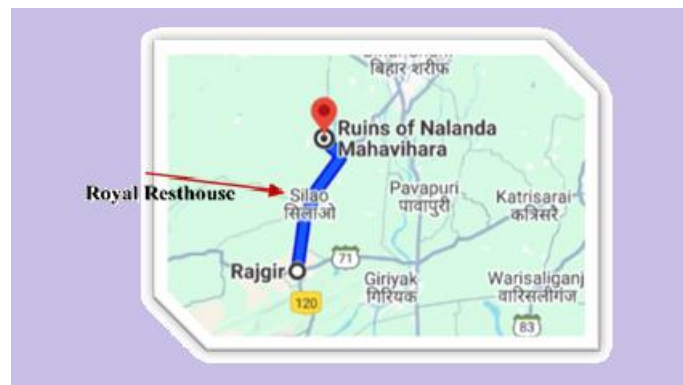 बिहार शरीफ़
Ruins of Nalanda
Mahavihara
Royal Resthouse
Silao
सिलाओ
Pavapuri
पावापुरी
Katrisarai
कत्रिसरै
Rajgir
71
Giriyak
गिरियक
Warisaliganj
वारिसलीगंज
120
83